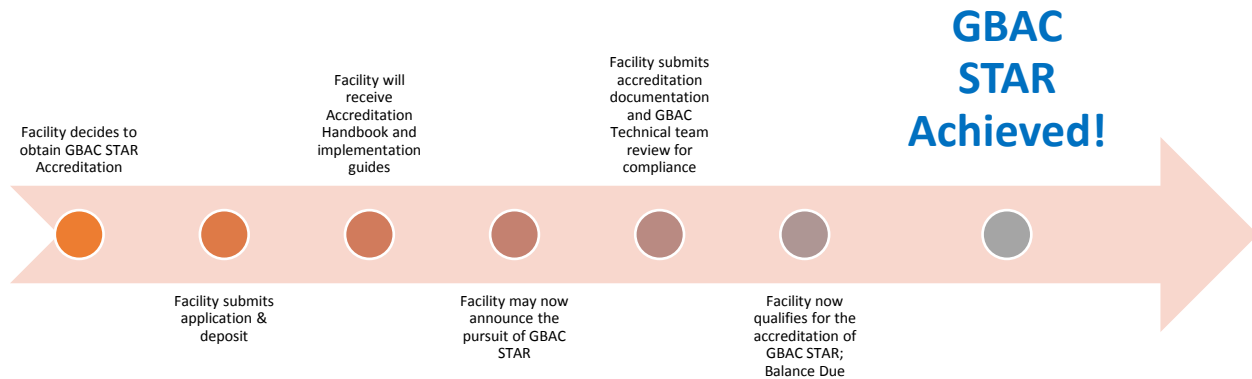 Facility decides to
obtain GBAC STAR
Accreditation
Facility submits
application &
deposit
Facility will
receive
Accreditation
Handbook and
implementation
guides
Facility may now
announce the
pursuit of GBAC
STAR
Facility submits
accreditation
documentation
and GBAC
Technical team
review for
compliance
Facility now
qualifies for the
accreditation of
GBAC STAR;
Balance Due
GBAC
STAR
Achieved!